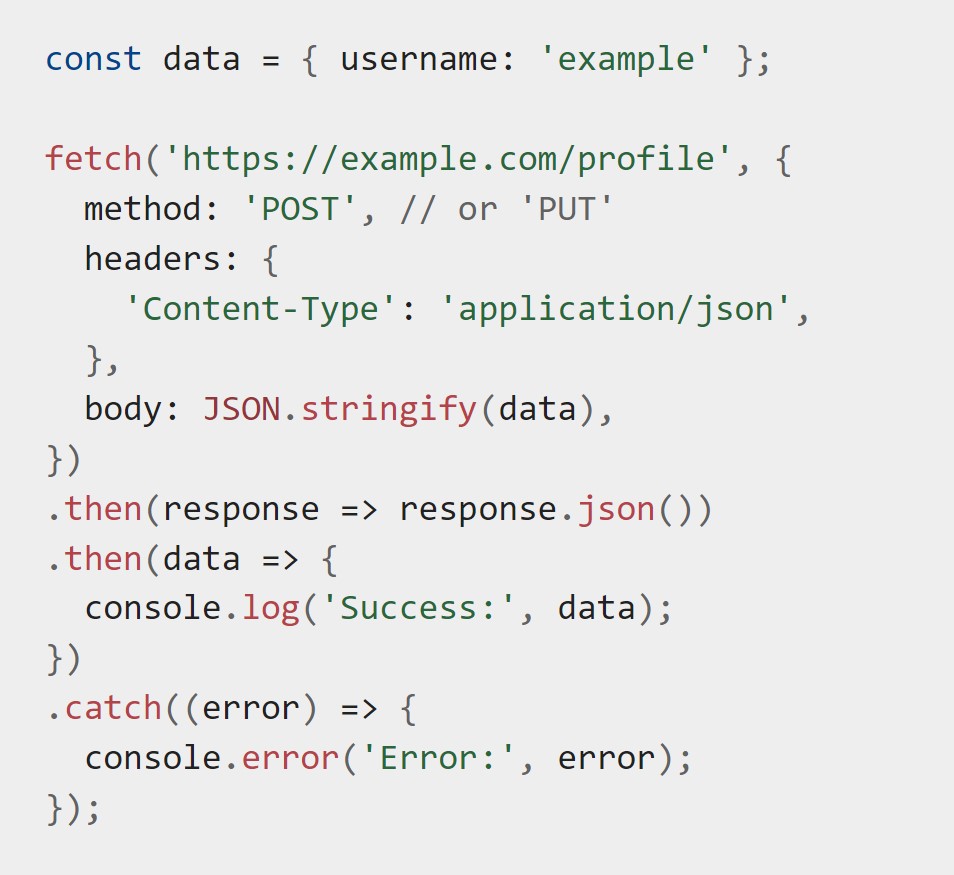 const data = { username: 'example' };
fetch('https://example.com/profile', {
  method: 'POST', // or 'PUT'
  headers: {
    'Content-Type': 'application/json',
  },
  body: JSON.stringify(data),
})
.then(response => response.json())
.then(data => {
  console.log('Success:', data);
})
.catch((error) => {
  console.error('Error:', error);
});